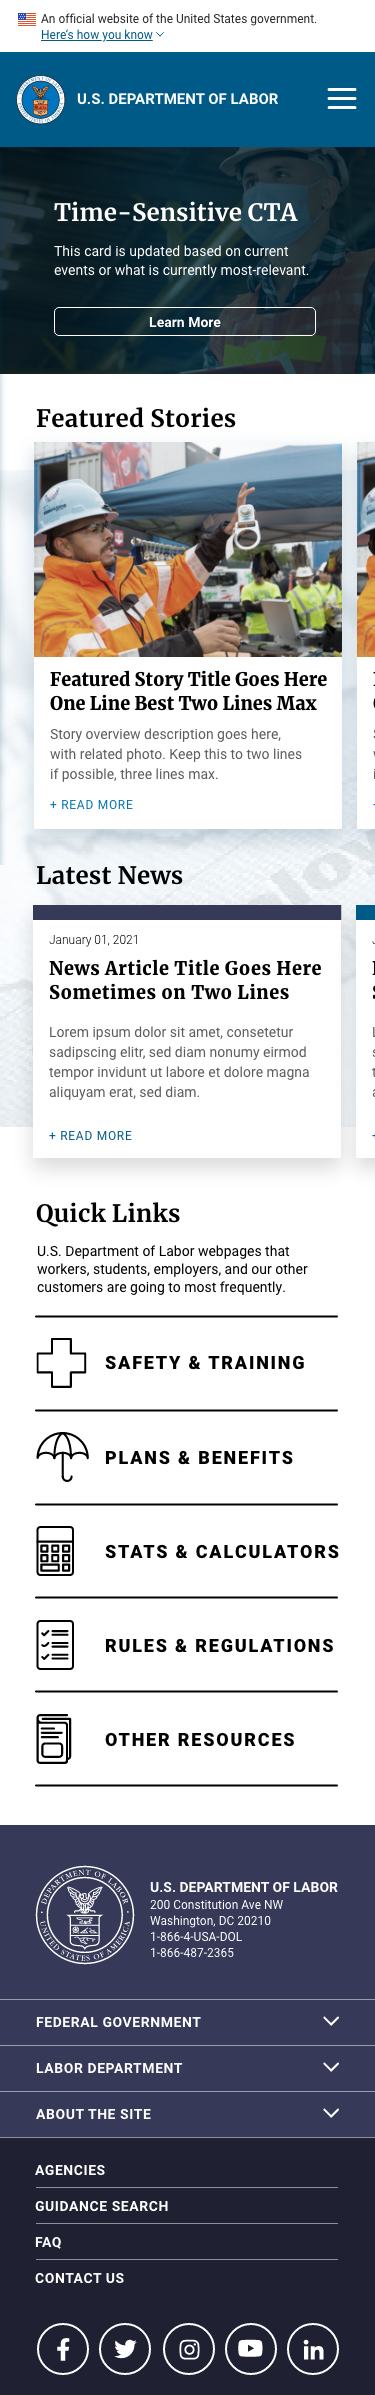 An official website of the United States government.
Here's how you know
U.S. DEPARTMENT OF LABOR
Time-Sensitive CTA
This card is updated based on current
events or what is currently most-relevant.
Learn More
Featured Stories
Featured Story Title Goes Here
One Line Best Two Lines Max
Story overview description goes here,
with related photo. Keep this to two lines
if possible, three lines max.
+ READ MORE
Latest News
January 01, 2021
News Article Title Goes Here
Sometimes on Two Lines
Lorem ipsum dolor sit amet, consetetur
sadipscing elitr, sed diam nonumy eirmod
tempor invidunt ut labore et dolore magna
aliquyam erat, sed diam.
+ READ MORE
Quick Links
U.S. Department of Labor webpages that
workers, students, employers, and our other
customers are going to most frequently.
SAFETY & TRAINING
PLANS & BENEFITS
STATS & CALCULATORS
RULES & REGULATIONS
OTHER RESOURCES
DEPARTMENT OF LABOR
UNITED STATES OF AMERICA
U.S. DEPARTMENT OF LABOR
200 Constitution Ave NW
Washington, DC 20210
1-866-4-USA-DOL
1-866-487-2365
FEDERAL GOVERNMENT
LABOR DEPARTMENT
ABOUT THE SITE
AGENCIES
GUIDANCE SEARCH
FAQ
CONTACT US